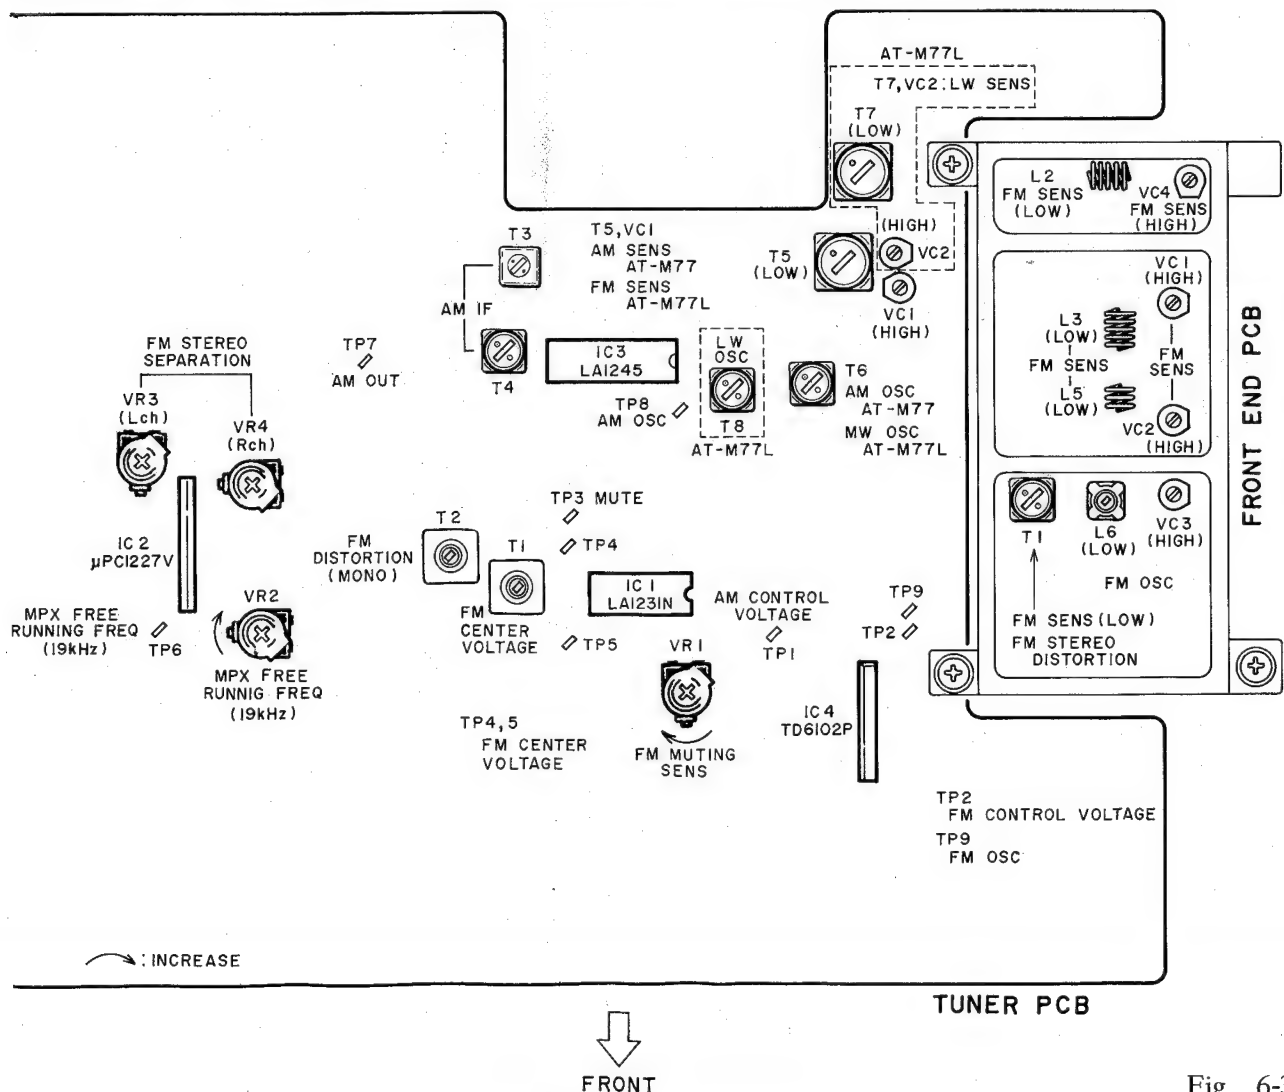 AT-M77L
T7,VC2:LW SENS
T7
(LOW)
(HIGH)
VC2
T5
(LOW)
VC1
(HIGH)
T3
T5,VC1
AM SENS
AT-M77
FM SENS
AT-M77L
AM IF
T4
IC3
LA1245
LW
OSC
T8
AT-M77L
T6
AM OSC
AT-M77
MW OSC
AT-M77L
TP8
AM OSC
TP7
AM OUT
FM STEREO
SEPARATION
VR3
(Lch)
VR4
(Rch)
IC2
μPC1227V
MPX FREE
RUNNING FREQ
(19kHz)
TP6
VR2
MPX FREE
RUNNIG FREQ
(19kHz)
T2
FM
DISTORTION
(MONO)
T1
FM
CENTER
VOLTAGE
TP3 MUTE
TP4
TP5
IC1
LA1231N
VR1
FM MUTING
SENS
AM CONTROL
VOLTAGE
TP1
TP9
TP2
IC4
TD6102P
TP4,5
FM CENTER
VOLTAGE
L2
FM SENS
(LOW)
VC4
FM SENS
(HIGH)
VC1
(HIGH)
L3
(LOW)
FM SENS
L5
(LOW)
FM
SENS
VC2
(HIGH)
T1
L6
(LOW)
VC3
(HIGH)
FM OSC
FM SENS(LOW)
FM STEREO
DISTORTION
FRONT END PCB
TP2
FM CONTROL VOLTAGE
TP9
FM OSC
:INCREASE
TUNER PCB
FRONT